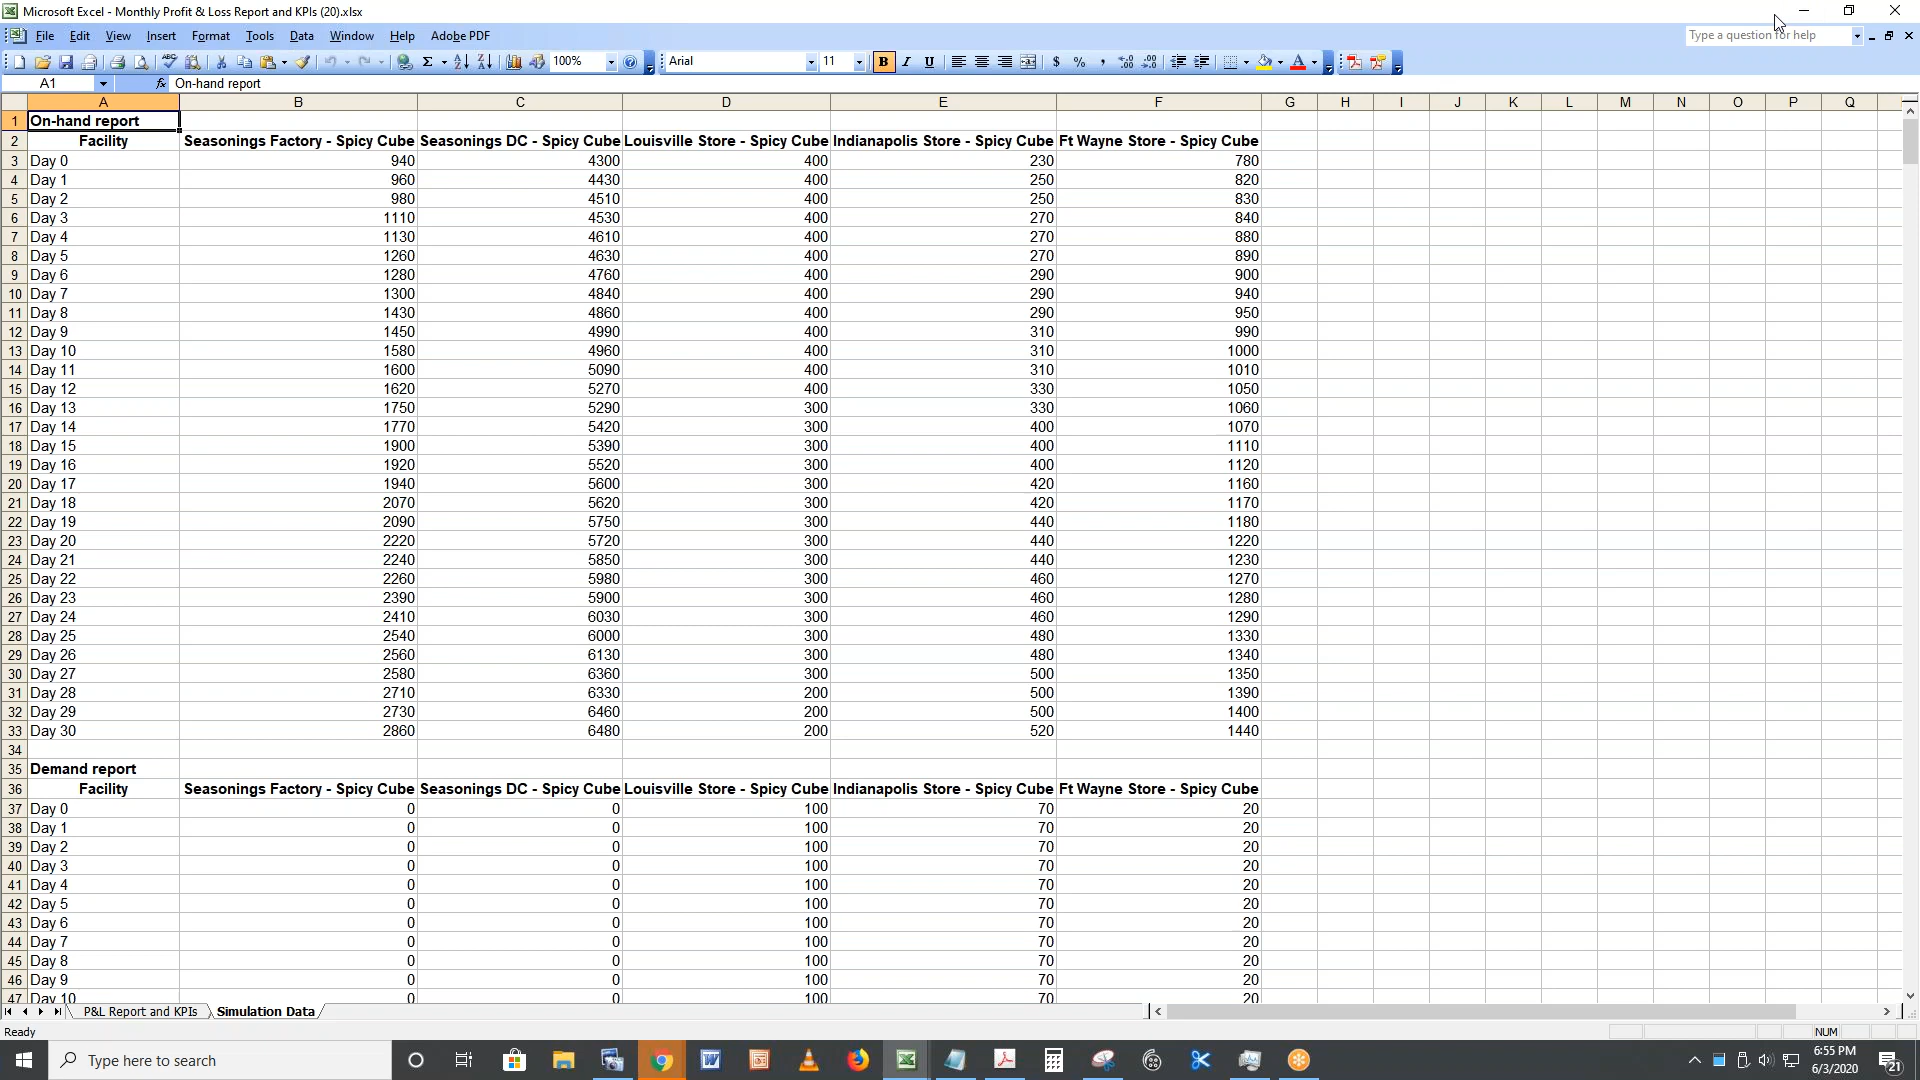 Microsoft Excel - Monthly Profit & Loss Report and KPIs (20).xlsx
File Edit View Insert Format Tools Data Window Help Adobe PDF
Type a question for help
100% Arial 11 B I U $ % ,
A1 fx On-hand report
A B C D E F G H I J K L M N O P Q
1 On-hand report
2 Facility Seasonings Factory - Spicy Cube Seasonings DC - Spicy Cube Louisville Store - Spicy Cube Indianapolis Store - Spicy Cube Ft Wayne Store - Spicy Cube
3 Day 0 940 4300 400 230 780
4 Day 1 960 4430 400 250 820
5 Day 2 980 4510 400 250 830
6 Day 3 1110 4530 400 270 840
7 Day 4 1130 4610 400 270 880
8 Day 5 1260 4630 400 270 890
9 Day 6 1280 4760 400 290 900
10 Day 7 1300 4840 400 290 940
11 Day 8 1430 4860 400 290 950
12 Day 9 1450 4990 400 310 990
13 Day 10 1580 4960 400 310 1000
14 Day 11 1600 5090 400 310 1010
15 Day 12 1620 5270 400 330 1050
16 Day 13 1750 5290 300 330 1060
17 Day 14 1770 5420 300 400 1070
18 Day 15 1900 5390 300 400 1110
19 Day 16 1920 5520 300 400 1120
20 Day 17 1940 5600 300 420 1160
21 Day 18 2070 5620 300 420 1170
22 Day 19 2090 5750 300 440 1180
23 Day 20 2220 5720 300 440 1220
24 Day 21 2240 5850 300 440 1230
25 Day 22 2260 5980 300 460 1270
26 Day 23 2390 5900 300 460 1280
27 Day 24 2410 6030 300 460 1290
28 Day 25 2540 6000 300 480 1330
29 Day 26 2560 6130 300 480 1340
30 Day 27 2580 6360 300 500 1350
31 Day 28 2710 6330 200 500 1390
32 Day 29 2730 6460 200 500 1400
33 Day 30 2860 6480 200 520 1440
34
35 Demand report
36 Facility Seasonings Factory - Spicy Cube Seasonings DC - Spicy Cube Louisville Store - Spicy Cube Indianapolis Store - Spicy Cube Ft Wayne Store - Spicy Cube
37 Day 0 0 0 100 70 20
38 Day 1 0 0 100 70 20
39 Day 2 0 0 100 70 20
40 Day 3 0 0 100 70 20
41 Day 4 0 0 100 70 20
42 Day 5 0 0 100 70 20
43 Day 6 0 0 100 70 20
44 Day 7 0 0 100 70 20
45 Day 8 0 0 100 70 20
46 Day 9 0 0 100 70 20
47 Day 10 0 0 100 70 20
P&L Report and KPIs Simulation Data
Ready NUM
Type here to search
6:55 PM
6/3/2020
21